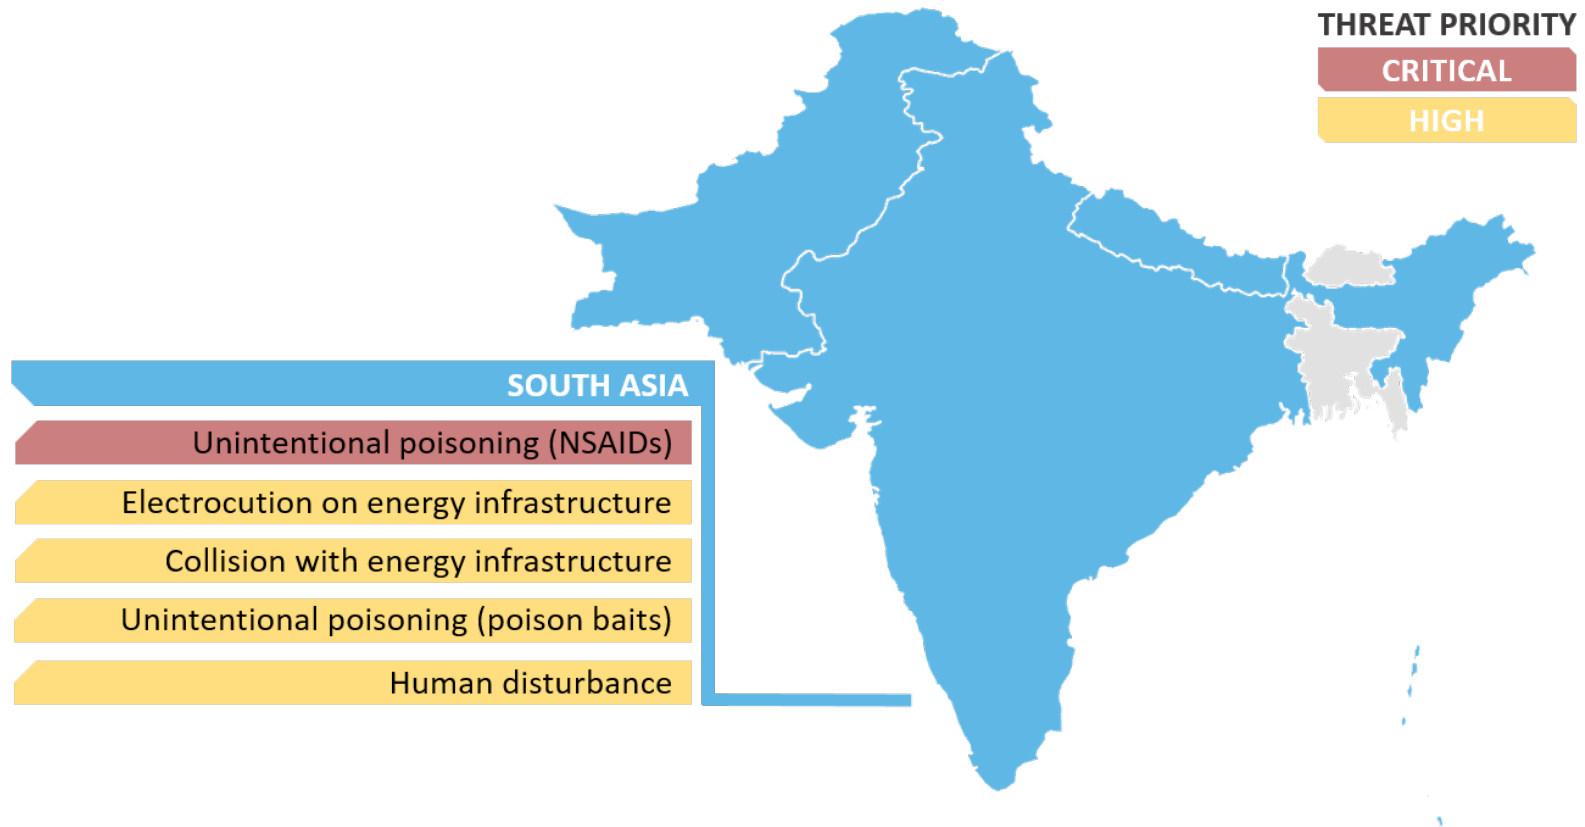 THREAT PRIORITY
CRITICAL
HIGH
SOUTH ASIA
Unintentional poisoning (NSAIDs)
Electrocution on energy infrastructure
Collision with energy infrastructure
Unintentional poisoning (poison baits)
Human disturbance